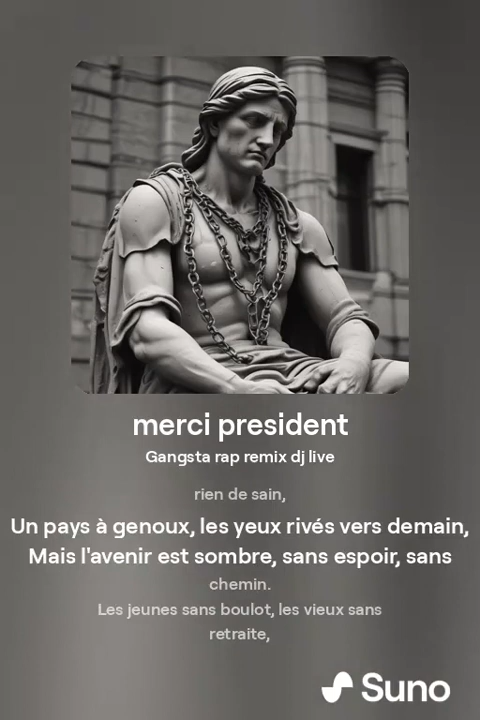 merci president
Gangsta rap remix dj live
rien de sain,
Un pays à genoux, les yeux rivés vers demain,
Mais l'avenir est sombre, sans espoir, sans
chemin.
Les jeunes sans boulot, les vieux sans
retraite,
Suno